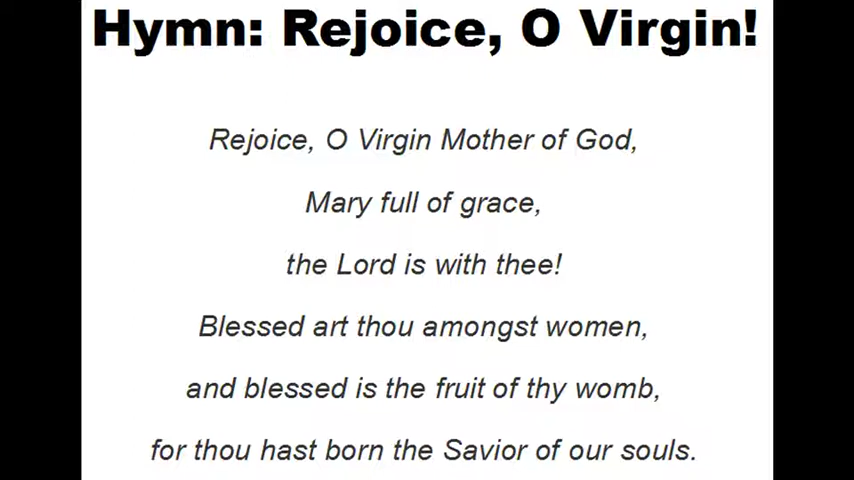 Hymn: Rejoice, O Virgin!
Rejoice, O Virgin Mother of God,
Mary full of grace,
the Lord is with thee!
Blessed art thou amongst women,
and blessed is the fruit of thy womb,
for thou hast born the Savior of our souls.